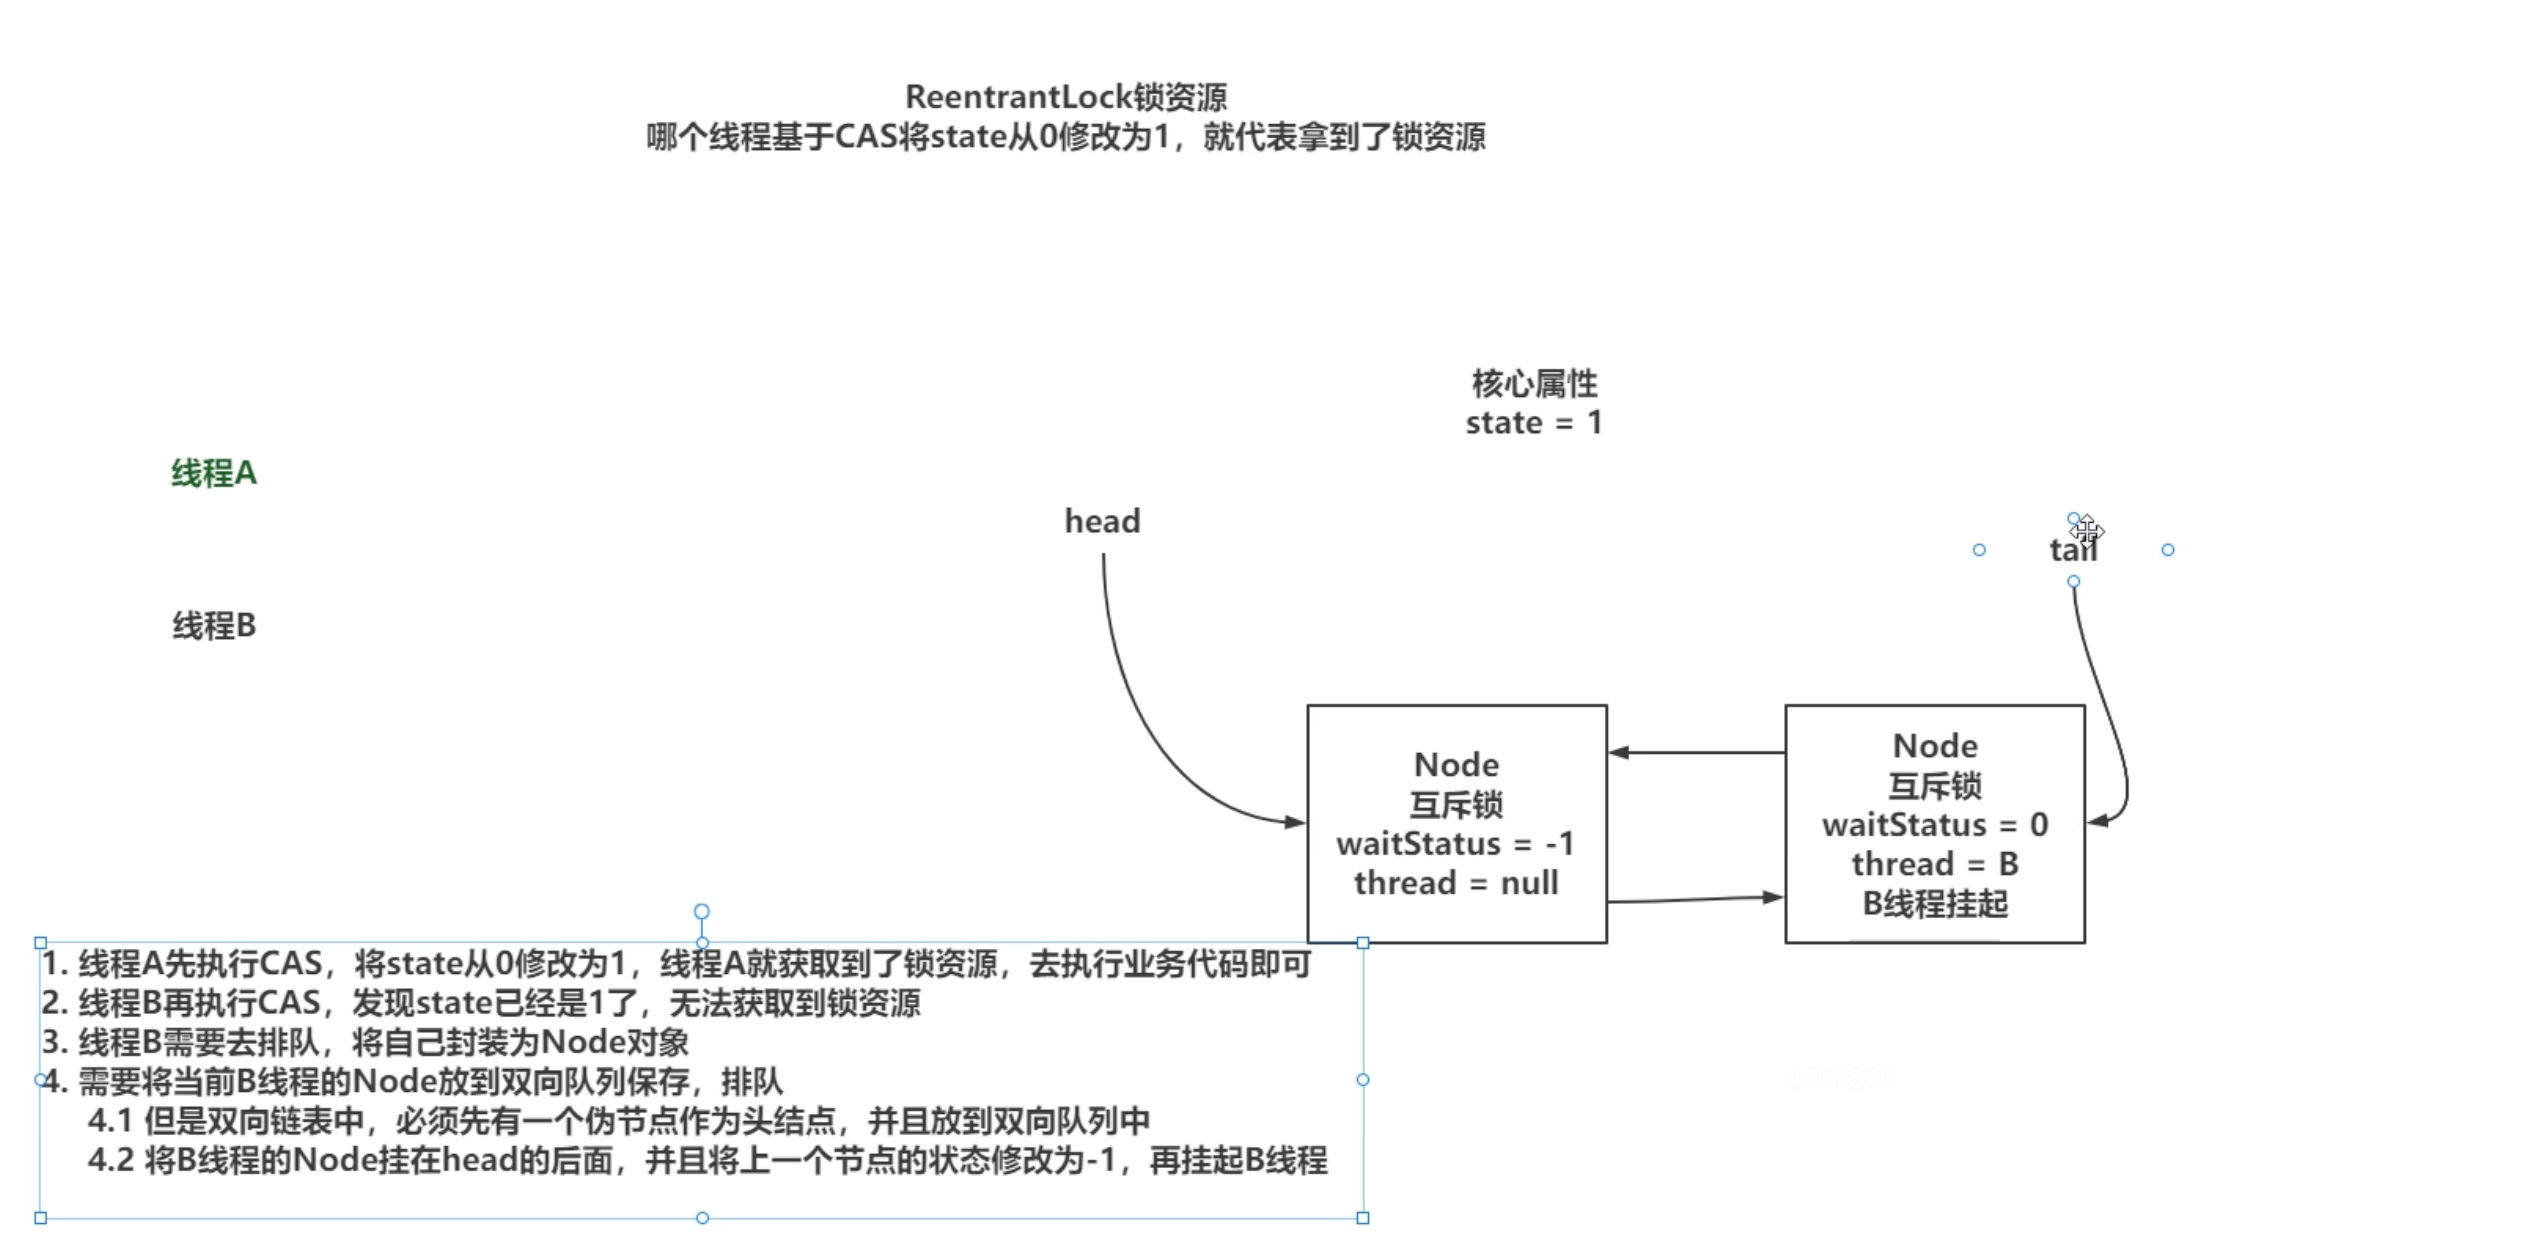 ReentrantLock锁资源
哪个线程基于CAS将state从0修改为1，就代表拿到了锁资源
核心属性
state = 1
线程A
head
tail
线程B
Node
互斥锁
waitStatus = -1
thread = null
Node
互斥锁
waitStatus = 0
thread = B
B线程挂起
1. 线程A先执行CAS，将state从0修改为1，线程A就获取到了锁资源，去执行业务代码即可
2. 线程B再执行CAS，发现state已经是1了，无法获取到锁资源
3. 线程B需要去排队，将自己封装为Node对象
4. 需要将当前B线程的Node放到双向队列保存，排队
4.1 但是双向链表中，必须先有一个伪节点作为头结点，并且放到双向队列中
4.2 将B线程的Node挂在head的后面，并且将上一个节点的状态修改为-1，再挂起B线程